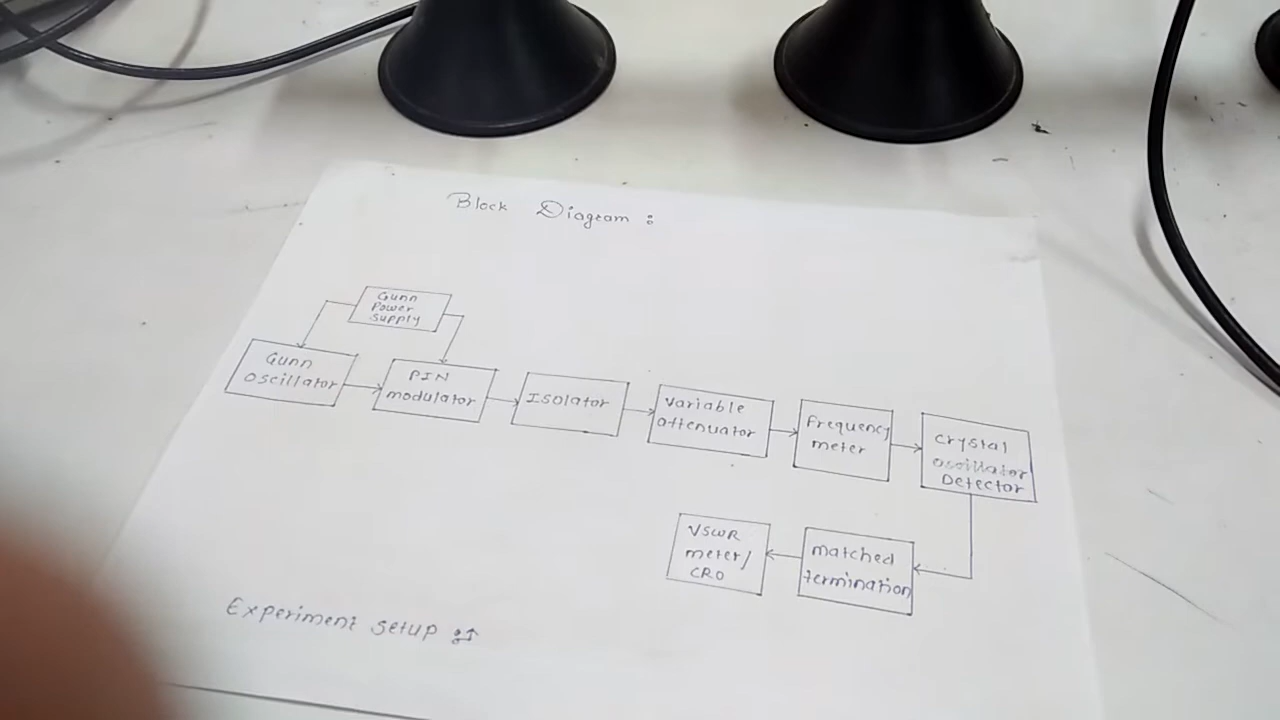 Block Diagram :
Gunn
Power
supply
Gunn
oscillator
PIN
modulator
Isolator
variable
attenuator
Frequency
meter
crystal
oscillator
Detector
VSWR
meter/
CRO
matched
termination
Experiment setup